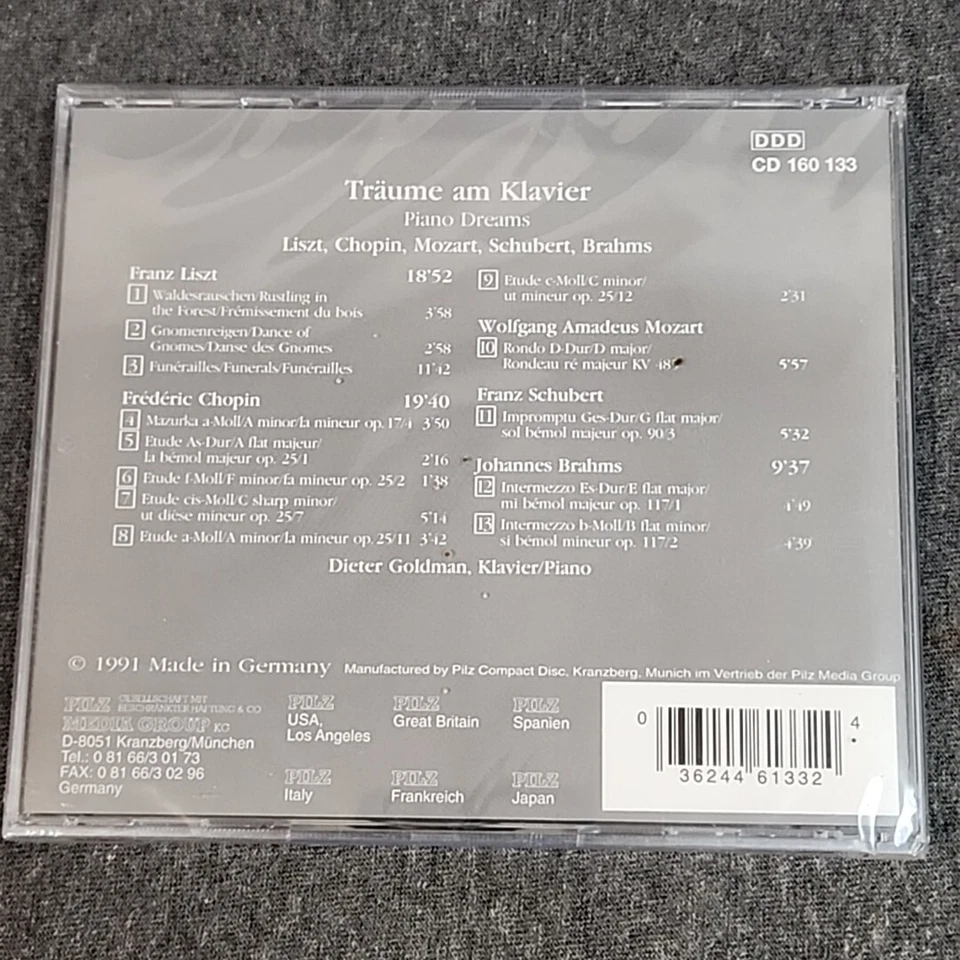 DDD
CD 160 133
Träume am Klavier
Piano Dreams
Liszt, Chopin, Mozart, Schubert, Brahms
Franz Liszt 18'52
1 Waldesrauschen/Rustling in
the Forest/Frémissement du bois 3'58
2 Gnomenreigen/Dance of
Gnomes/Danse des Gnomes 2'58
3 Funérailles/Funerals/Funérailles 11'42
Frédéric Chopin 19'40
4 Mazurka a-Moll/A minor/la mineur op. 17/4 3'50
5 Etude As-Dur/A flat majeur/
la bémol majeur op. 25/1 2'16
6 Etude f-Moll/F minor/fa mineur op. 25/2 1'38
7 Etude cis-Moll/C sharp minor/
ut dièse mineur op. 25/7 5'14
8 Etude a-Moll/A minor/la mineur op. 25/11 3'42
9 Etude c-Moll/C minor/
ut mineur op. 25/12 2'31
Wolfgang Amadeus Mozart
10 Rondo D-Dur/D major/
Rondeau ré majeur KV 5'57
Franz Schubert
11 Impromptu Ges-Dur/G flat major/
sol bémol majeur op. 90/3 5'32
Johannes Brahms 9'37
12 Intermezzo Es-Dur/E flat major/
mi bémol majeur op. 117/1 4'49
13 Intermezzo b-Moll/B flat minor/
si bémol mineur op. 117/2 4'39
Dieter Goldman, Klavier/Piano
© 1991 Made in Germany Manufactured by Pilz Compact Disc, Kranzberg, Munich im Vertrieb der Pilz Media Group
PILZ GESELLSCHAFT MIT
BESCHRÄNKTER HAFTUNG & CO
MEDIA GROUP KG
D-8051 Kranzberg/München
Tel.: 0 81 66/3 01 73
FAX: 0 81 66/3 02 96
Germany
PILZ
USA,
Los Angeles
PILZ
Great Britain
PILZ
Spanien
PILZ
Italy
PILZ
Frankreich
PILZ
Japan
0 36244 61332 4